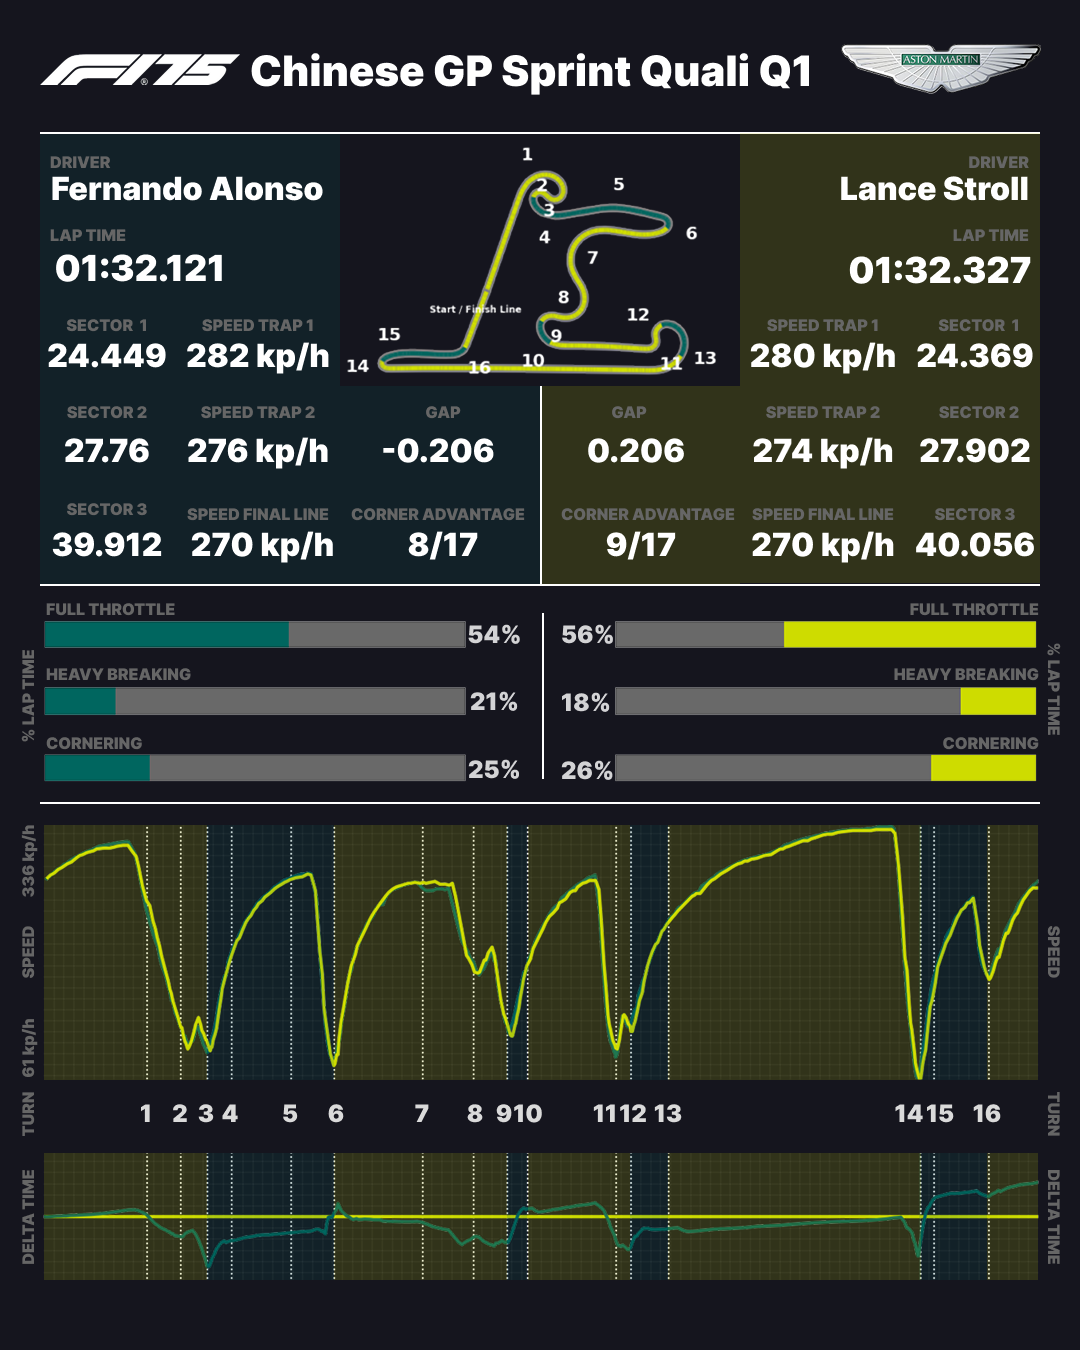 F1.75 Chinese GP Sprint Quali Q1 ASTON MARTIN
DRIVER
Fernando Alonso
LAP TIME
01:32.121
SECTOR 1 SPEED TRAP 1
24.449 282 kp/h
SECTOR 2 SPEED TRAP 2 GAP
27.76 276 kp/h -0.206
SECTOR 3 SPEED FINAL LINE CORNER ADVANTAGE
39.912 270 kp/h 8/17
1
2
3
4
5
6
7
8
9
10
11
12
13
14
15
16
Start / Finish Line
DRIVER
Lance Stroll
LAP TIME
01:32.327
SPEED TRAP 1 SECTOR 1
280 kp/h 24.369
GAP SPEED TRAP 2 SECTOR 2
0.206 274 kp/h 27.902
CORNER ADVANTAGE SPEED FINAL LINE SECTOR 3
9/17 270 kp/h 40.056
% LAP TIME
FULL THROTTLE
54%
HEAVY BREAKING
21%
CORNERING
25%
FULL THROTTLE
56%
HEAVY BREAKING
18%
CORNERING
26%
% LAP TIME
336 kp/h
SPEED
61 kp/h
SPEED
TURN 1 2 3 4 5 6 7 8 9 10 11 12 13 14 15 16 TURN
DELTA TIME
DELTA TIME